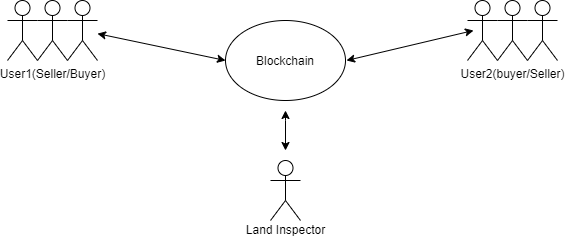 Blockchain
User1(Seller/Buyer)
User2(buyer/Seller)
Land Inspector